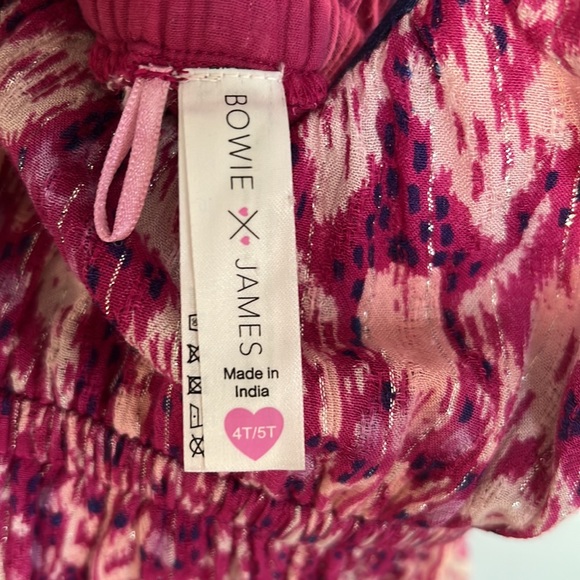 BOWIE X JAMES
Made in
India
4T/5T